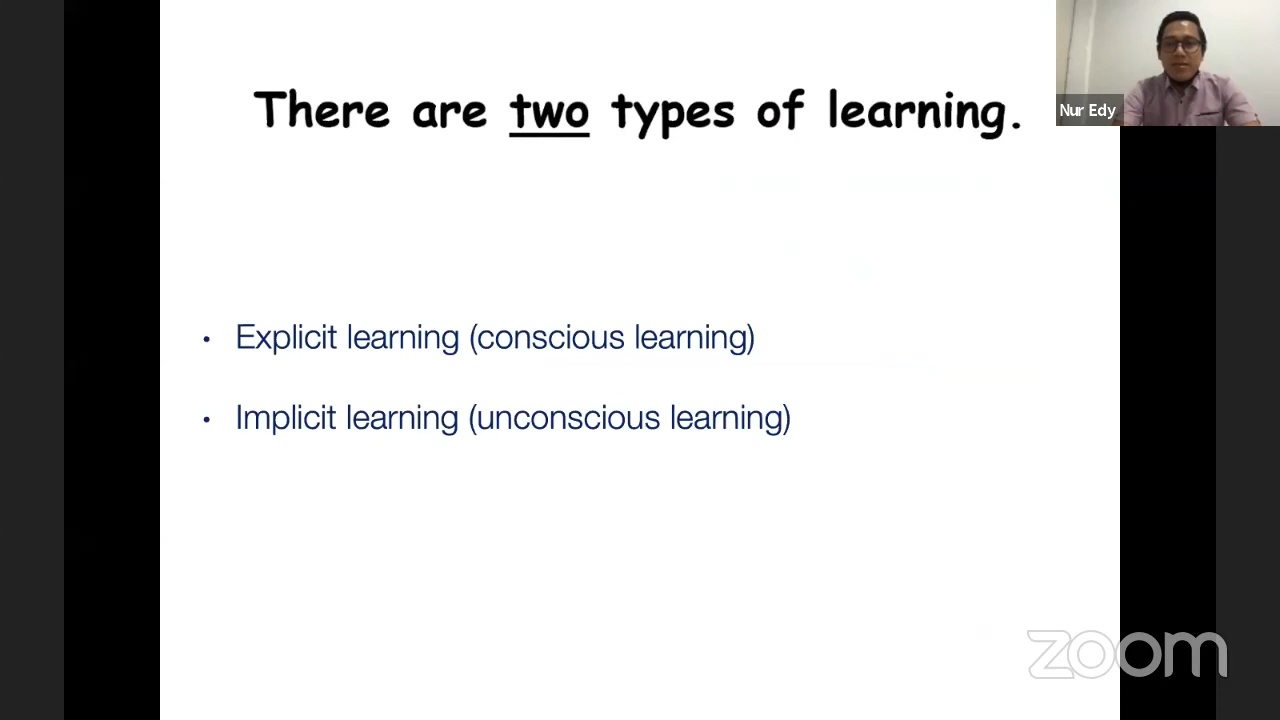 There are two types of learning.
Nur Edy
• Explicit learning (conscious learning)
• Implicit learning (unconscious learning)
zoom